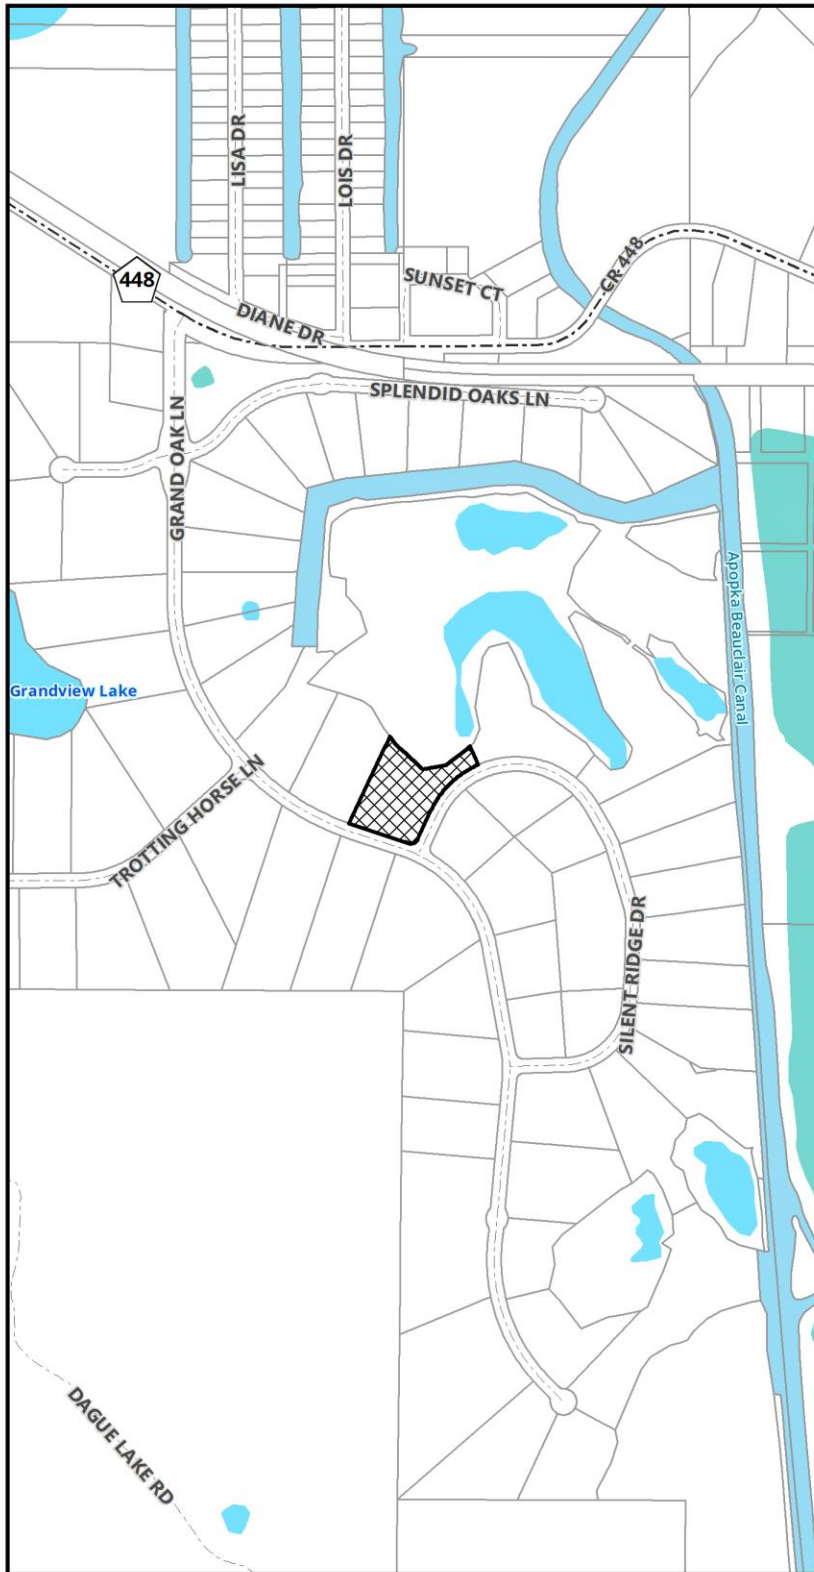 LISA DR
LOIS DR
448
SUNSET CT
CR 448
DIANE DR
SPLENDID OAKS LN
GRAND OAK LN
Apopka Beauclair Canal
Grandview Lake
TROTTING HORSE LN
SILENT RIDGE DR
DAGUE LAKE RD